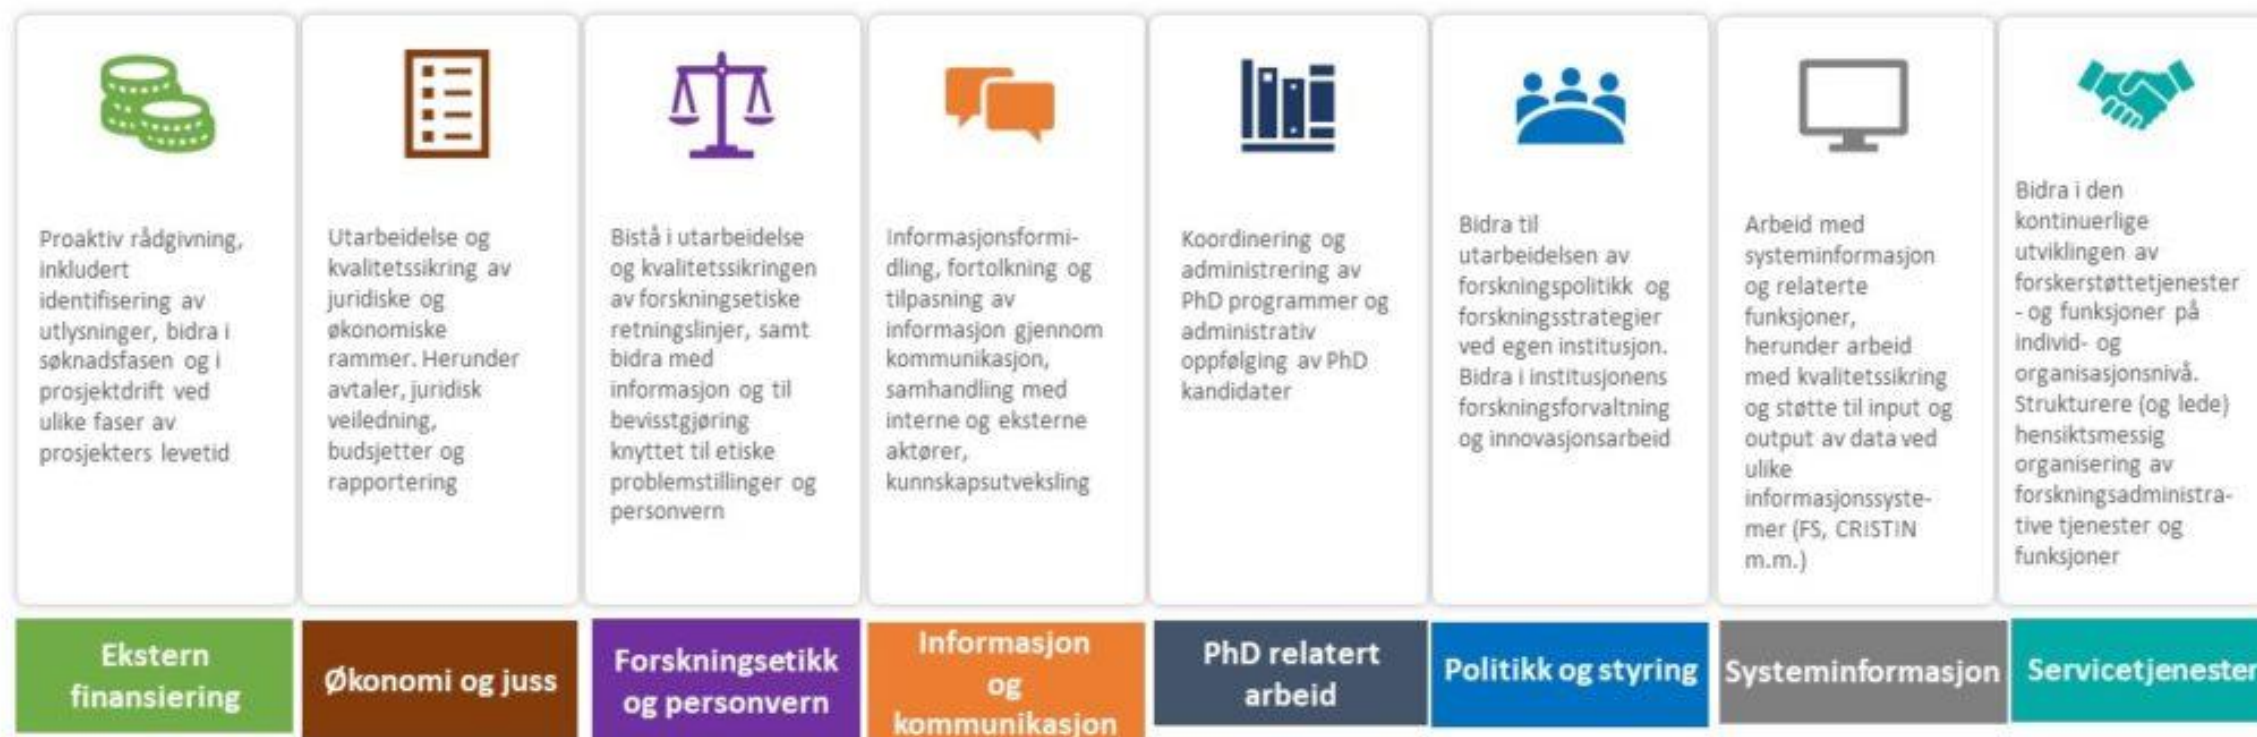 Proaktiv rådgivning,
inkludert
identifisering av
utlysninger, bidra i
søknadsfasen og i
prosjektdrift ved
ulike faser av
prosjekters levetid
Ekstern
finansiering
Utarbeidelse og
kvalitetssikring av
juridiske og
økonomiske
rammer. Herunder
avtaler, juridisk
veiledning,
budsjetter og
rapportering
Økonomi og juss
Bistå i utarbeidelse
og kvalitetssikringen
av forskningsetiske
retningslinjer, samt
bidra med
informasjon og til
bevisstgjøring
knyttet til etiske
problemstillinger og
personvern
Forskningsetikk
og personvern
Informasjonsformi-
dling, fortolkning og
tilpasning av
informasjon gjennom
kommunikasjon,
samhandling med
interne og eksterne
aktører,
kunnskapsutveksling
Informasjon
og
kommunikasjon
Koordinering og
administrering av
PhD programmer og
administrativ
oppfølging av PhD
kandidater
PhD relatert
arbeid
Bidra til
utarbeidelsen av
forskningspolitikk og
forskningsstrategier
ved egen institusjon.
Bidra i institusjonens
forskningsforvaltning
og innovasjonsarbeid
Politikk og styring
Arbeid med
systeminformasjon
og relaterte
funksjoner,
herunder arbeid
med kvalitetssikring
og støtte til input og
output av data ved
ulike
informasjonssyste-
mer (FS, CRISTIN
m.m.)
Systeminformasjon
Bidra i den
kontinuerlige
utviklingen av
forskerstøttetjenester
- og funksjoner på
individ- og
organisasjonsnivå.
Strukturere (og lede)
hensiktsmessig
organisering av
forskningsadministra-
tive tjenester og
funksjoner
Servicetjenester